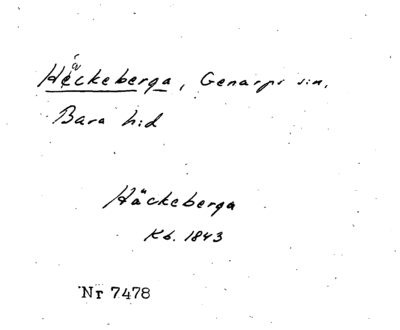 Häckeberga, Genarps sn,
Bara hd
Häckeberga
Kb. 1843
Nr 7478